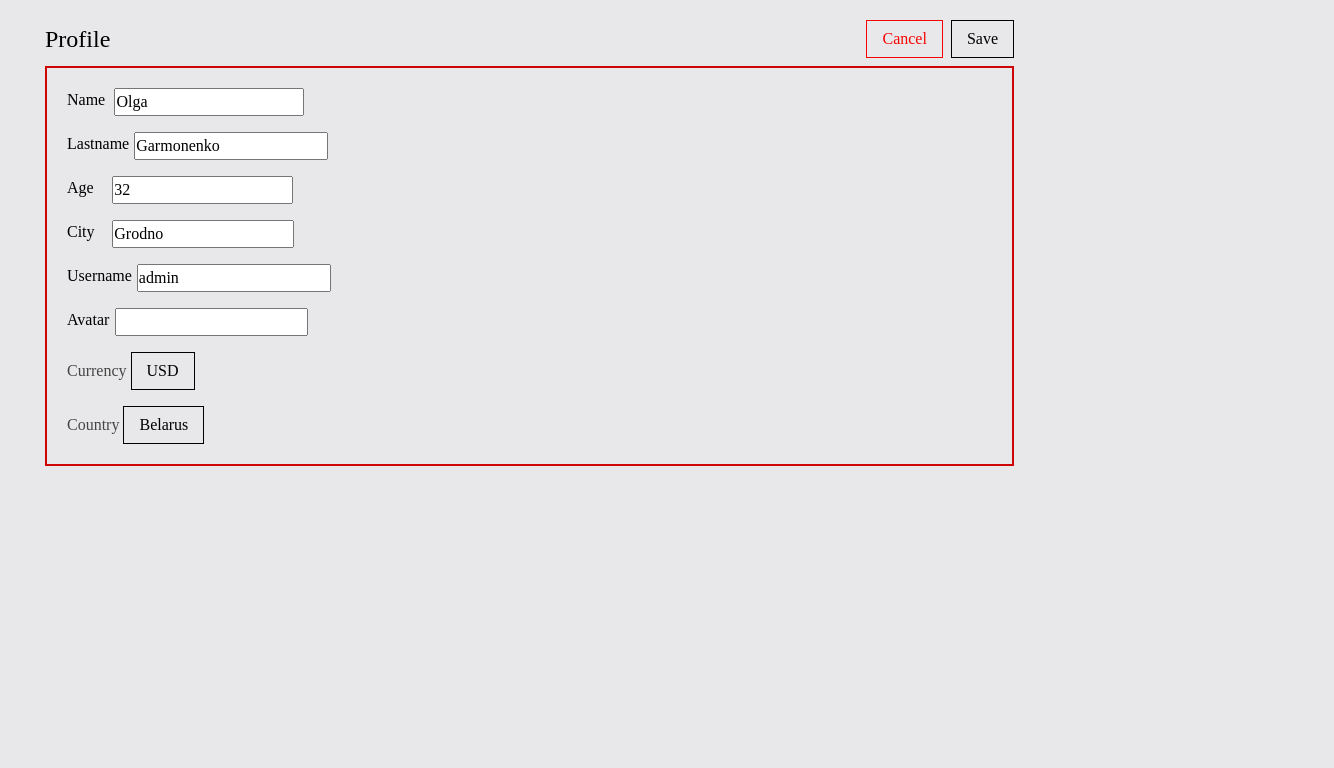 Profile Cancel Save
Name Olga
Lastname Garmonenko
Age 32
City Grodno
Username admin
Avatar
Currency USD
Country Belarus